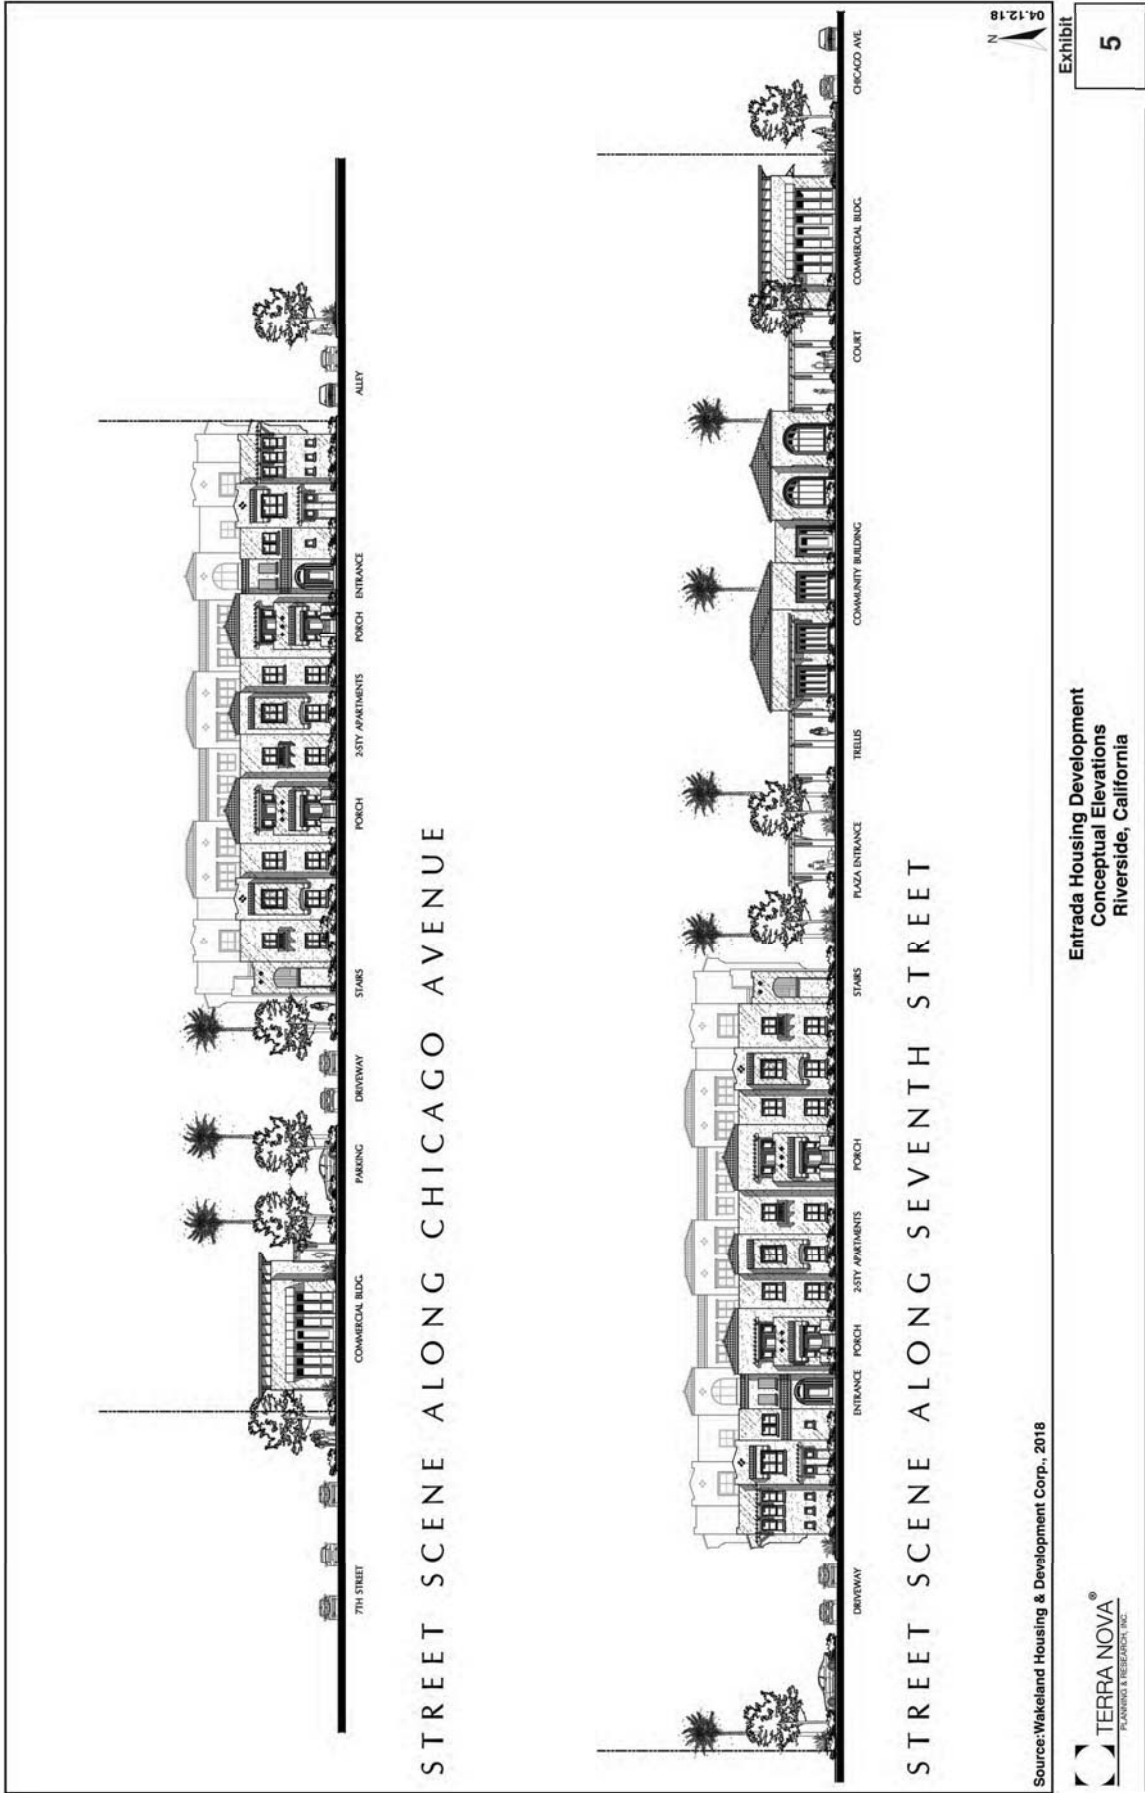 7TH STREET
COMMERCIAL BLDG.
PARKING
DRIVEWAY
STAIRS
PORCH
2-STY APARTMENTS
PORCH
ENTRANCE
ALLEY
STREET SCENE ALONG CHICAGO AVENUE
DRIVEWAY
ENTRANCE
PORCH
2-STY APARTMENTS
PORCH
STAIRS
PLAZA ENTRANCE
TRELLIS
COMMUNITY BUILDING
COURT
COMMERCIAL BLDG.
CHICAGO AVE.
STREET SCENE ALONG SEVENTH STREET
N
04.12.18
Source:Wakeland Housing & Development Corp., 2018
TERRA NOVA®
PLANNING & RESEARCH, INC.
Entrada Housing Development
Conceptual Elevations
Riverside, California
Exhibit
5